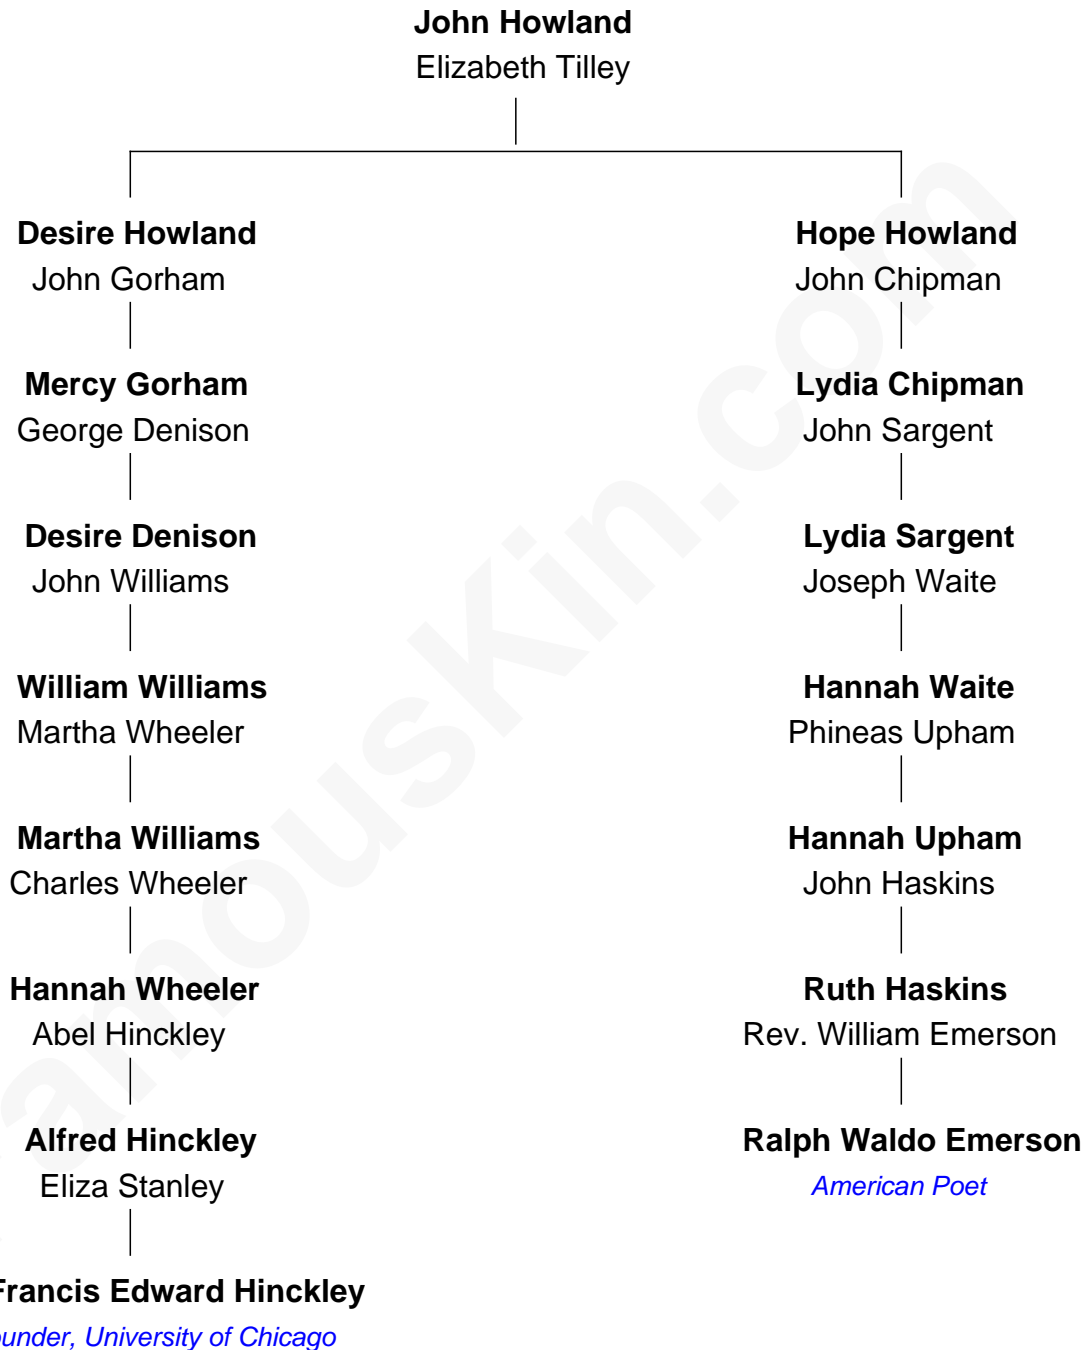 John Howland
Elizabeth Tilley
Desire Howland
John Gorham
Hope Howland
John Chipman
Mercy Gorham
George Denison
Lydia Chipman
John Sargent
Desire Denison
John Williams
Lydia Sargent
Joseph Waite
William Williams
Martha Wheeler
Hannah Waite
Phineas Upham
Martha Williams
Charles Wheeler
Hannah Upham
John Haskins
Hannah Wheeler
Abel Hinckley
Ruth Haskins
Rev. William Emerson
Alfred Hinckley
Eliza Stanley
Ralph Waldo Emerson
American Poet
Francis Edward Hinckley
ounder, University of Chicago
amousKin.com